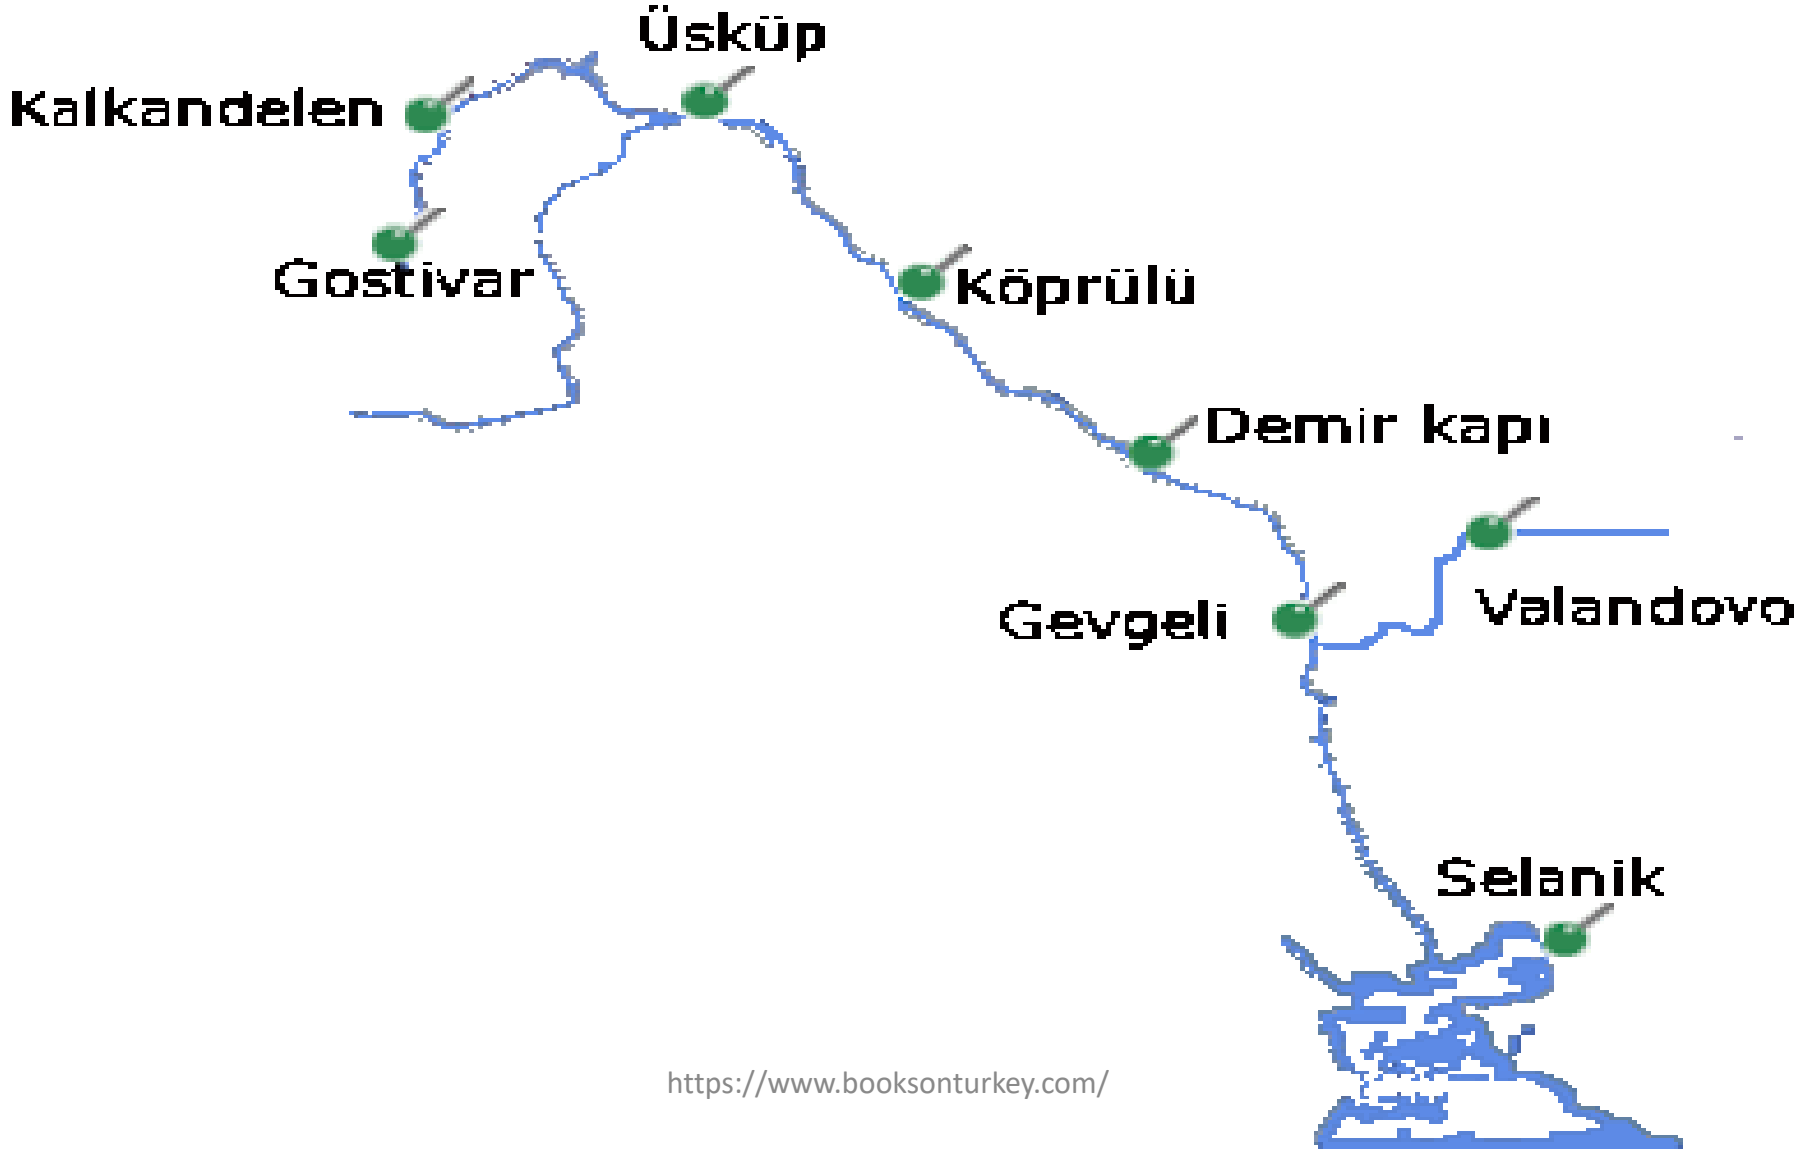 Üsküp
Kalkandelen
Gostivar
Köprülü
Demir kapı
Valandovo
Gevgeli
Selanik
https://www.booksonturkey.com/